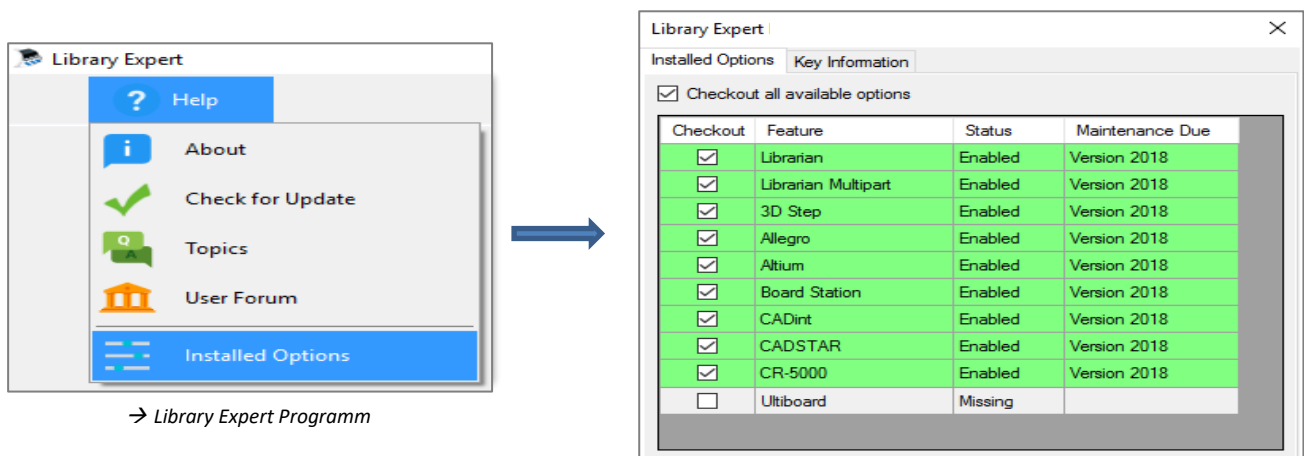 Library Expert
Help
About
Check for Update
Topics
User Forum
Installed Options
→ Library Expert Programm
Library Expert
Installed Options Key Information
Checkout all available options
Checkout Feature Status Maintenance Due
Librarian Enabled Version 2018
Librarian Multipart Enabled Version 2018
3D Step Enabled Version 2018
Allegro Enabled Version 2018
Altium Enabled Version 2018
Board Station Enabled Version 2018
CADint Enabled Version 2018
CADSTAR Enabled Version 2018
CR-5000 Enabled Version 2018
Ultiboard Missing